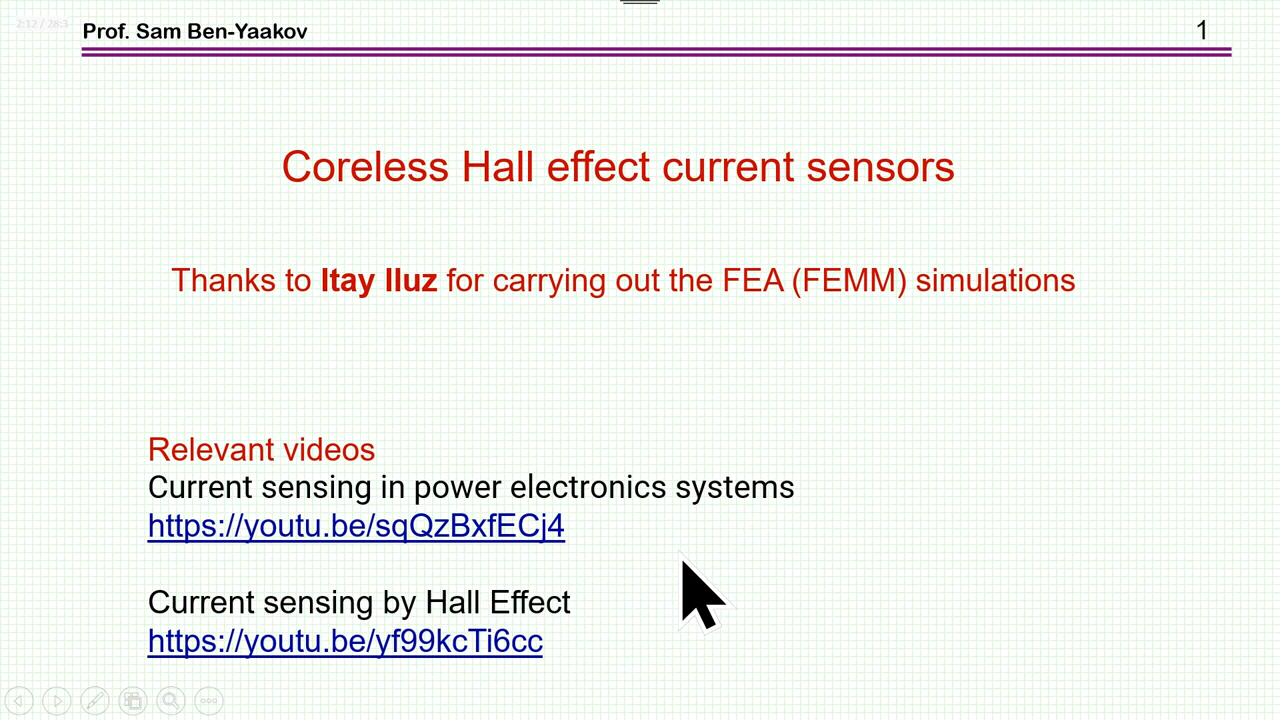 Prof. Sam Ben-Yaakov
1
Coreless Hall effect current sensors
Thanks to Itay Iluz for carrying out the FEA (FEMM) simulations
Relevant videos
Current sensing in power electronics systems
https://youtu.be/sqQzBxfECj4
Current sensing by Hall Effect
https://youtu.be/yf99kcTi6cc